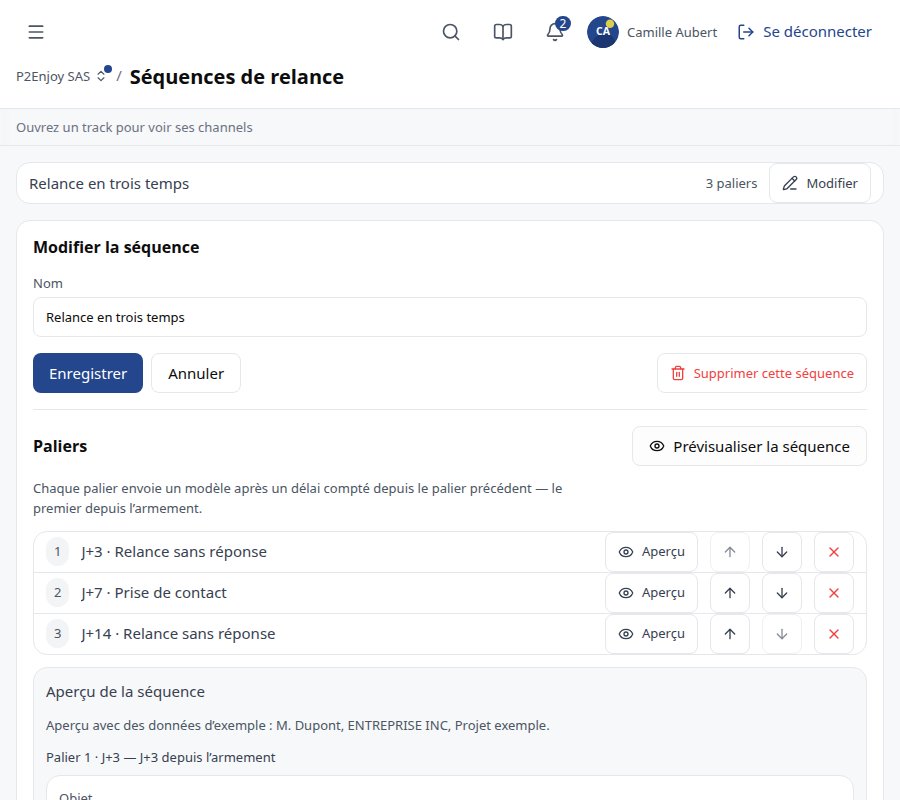 2
CA
Camille Aubert
Se déconnecter
P2Enjoy SAS / Séquences de relance
Ouvrez un track pour voir ses channels
Relance en trois temps
3 paliers
Modifier
Modifier la séquence
Nom
Relance en trois temps
Enregistrer
Annuler
Supprimer cette séquence
Paliers
Prévisualiser la séquence
Chaque palier envoie un modèle après un délai compté depuis le palier précédent — le
premier depuis l’armement.
1 J+3 · Relance sans réponse Aperçu
2 J+7 · Prise de contact Aperçu
3 J+14 · Relance sans réponse Aperçu
Aperçu de la séquence
Aperçu avec des données d’exemple : M. Dupont, ENTREPRISE INC, Projet exemple.
Palier 1 · J+3 — J+3 depuis l’armement
Objet